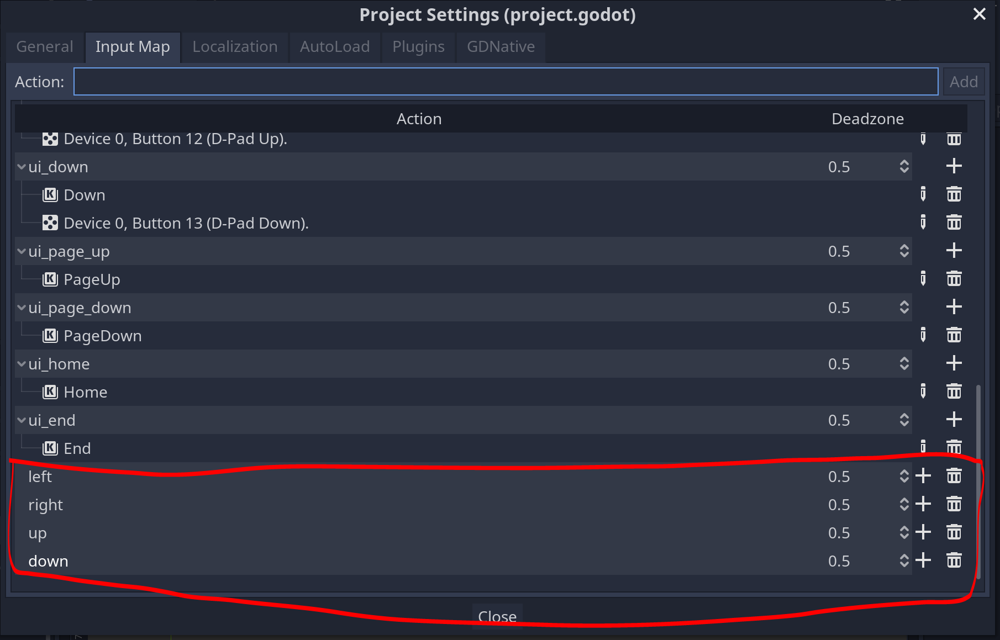 Project Settings (project.godot)
General Input Map Localization AutoLoad Plugins GDNative
Action: Add
Action Deadzone
Device 0, Button 12 (D-Pad Up).
ui_down 0.5
K Down
Device 0, Button 13 (D-Pad Down).
ui_page_up 0.5
K PageUp
ui_page_down 0.5
K PageDown
ui_home 0.5
K Home
ui_end 0.5
K End
left 0.5
right 0.5
up 0.5
down 0.5
Close